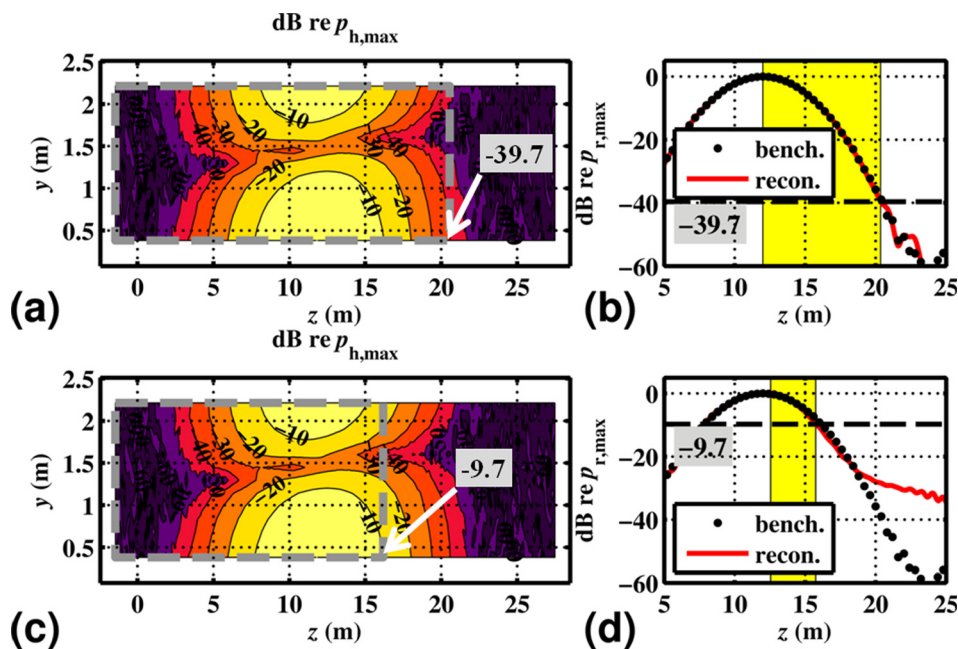 dB re p_h,max
2.5
2
1.5
1
0.5
y (m)
-10
-20
-30
-40
-20
-10
-20
-30
-39.7
0 5 10 15 20 25
z (m)
(a)
0
−20
−40
−60
dB re p_r,max
bench.
recon.
−39.7
5 10 15 20 25
z (m)
(b)
dB re p_h,max
2.5
2
1.5
1
0.5
y (m)
-10
-20
-30
-40
-20
-10
-20
-30
-9.7
0 5 10 15 20 25
z (m)
(c)
0
−20
−40
−60
dB re p_r,max
−9.7
bench.
recon.
5 10 15 20 25
z (m)
(d)